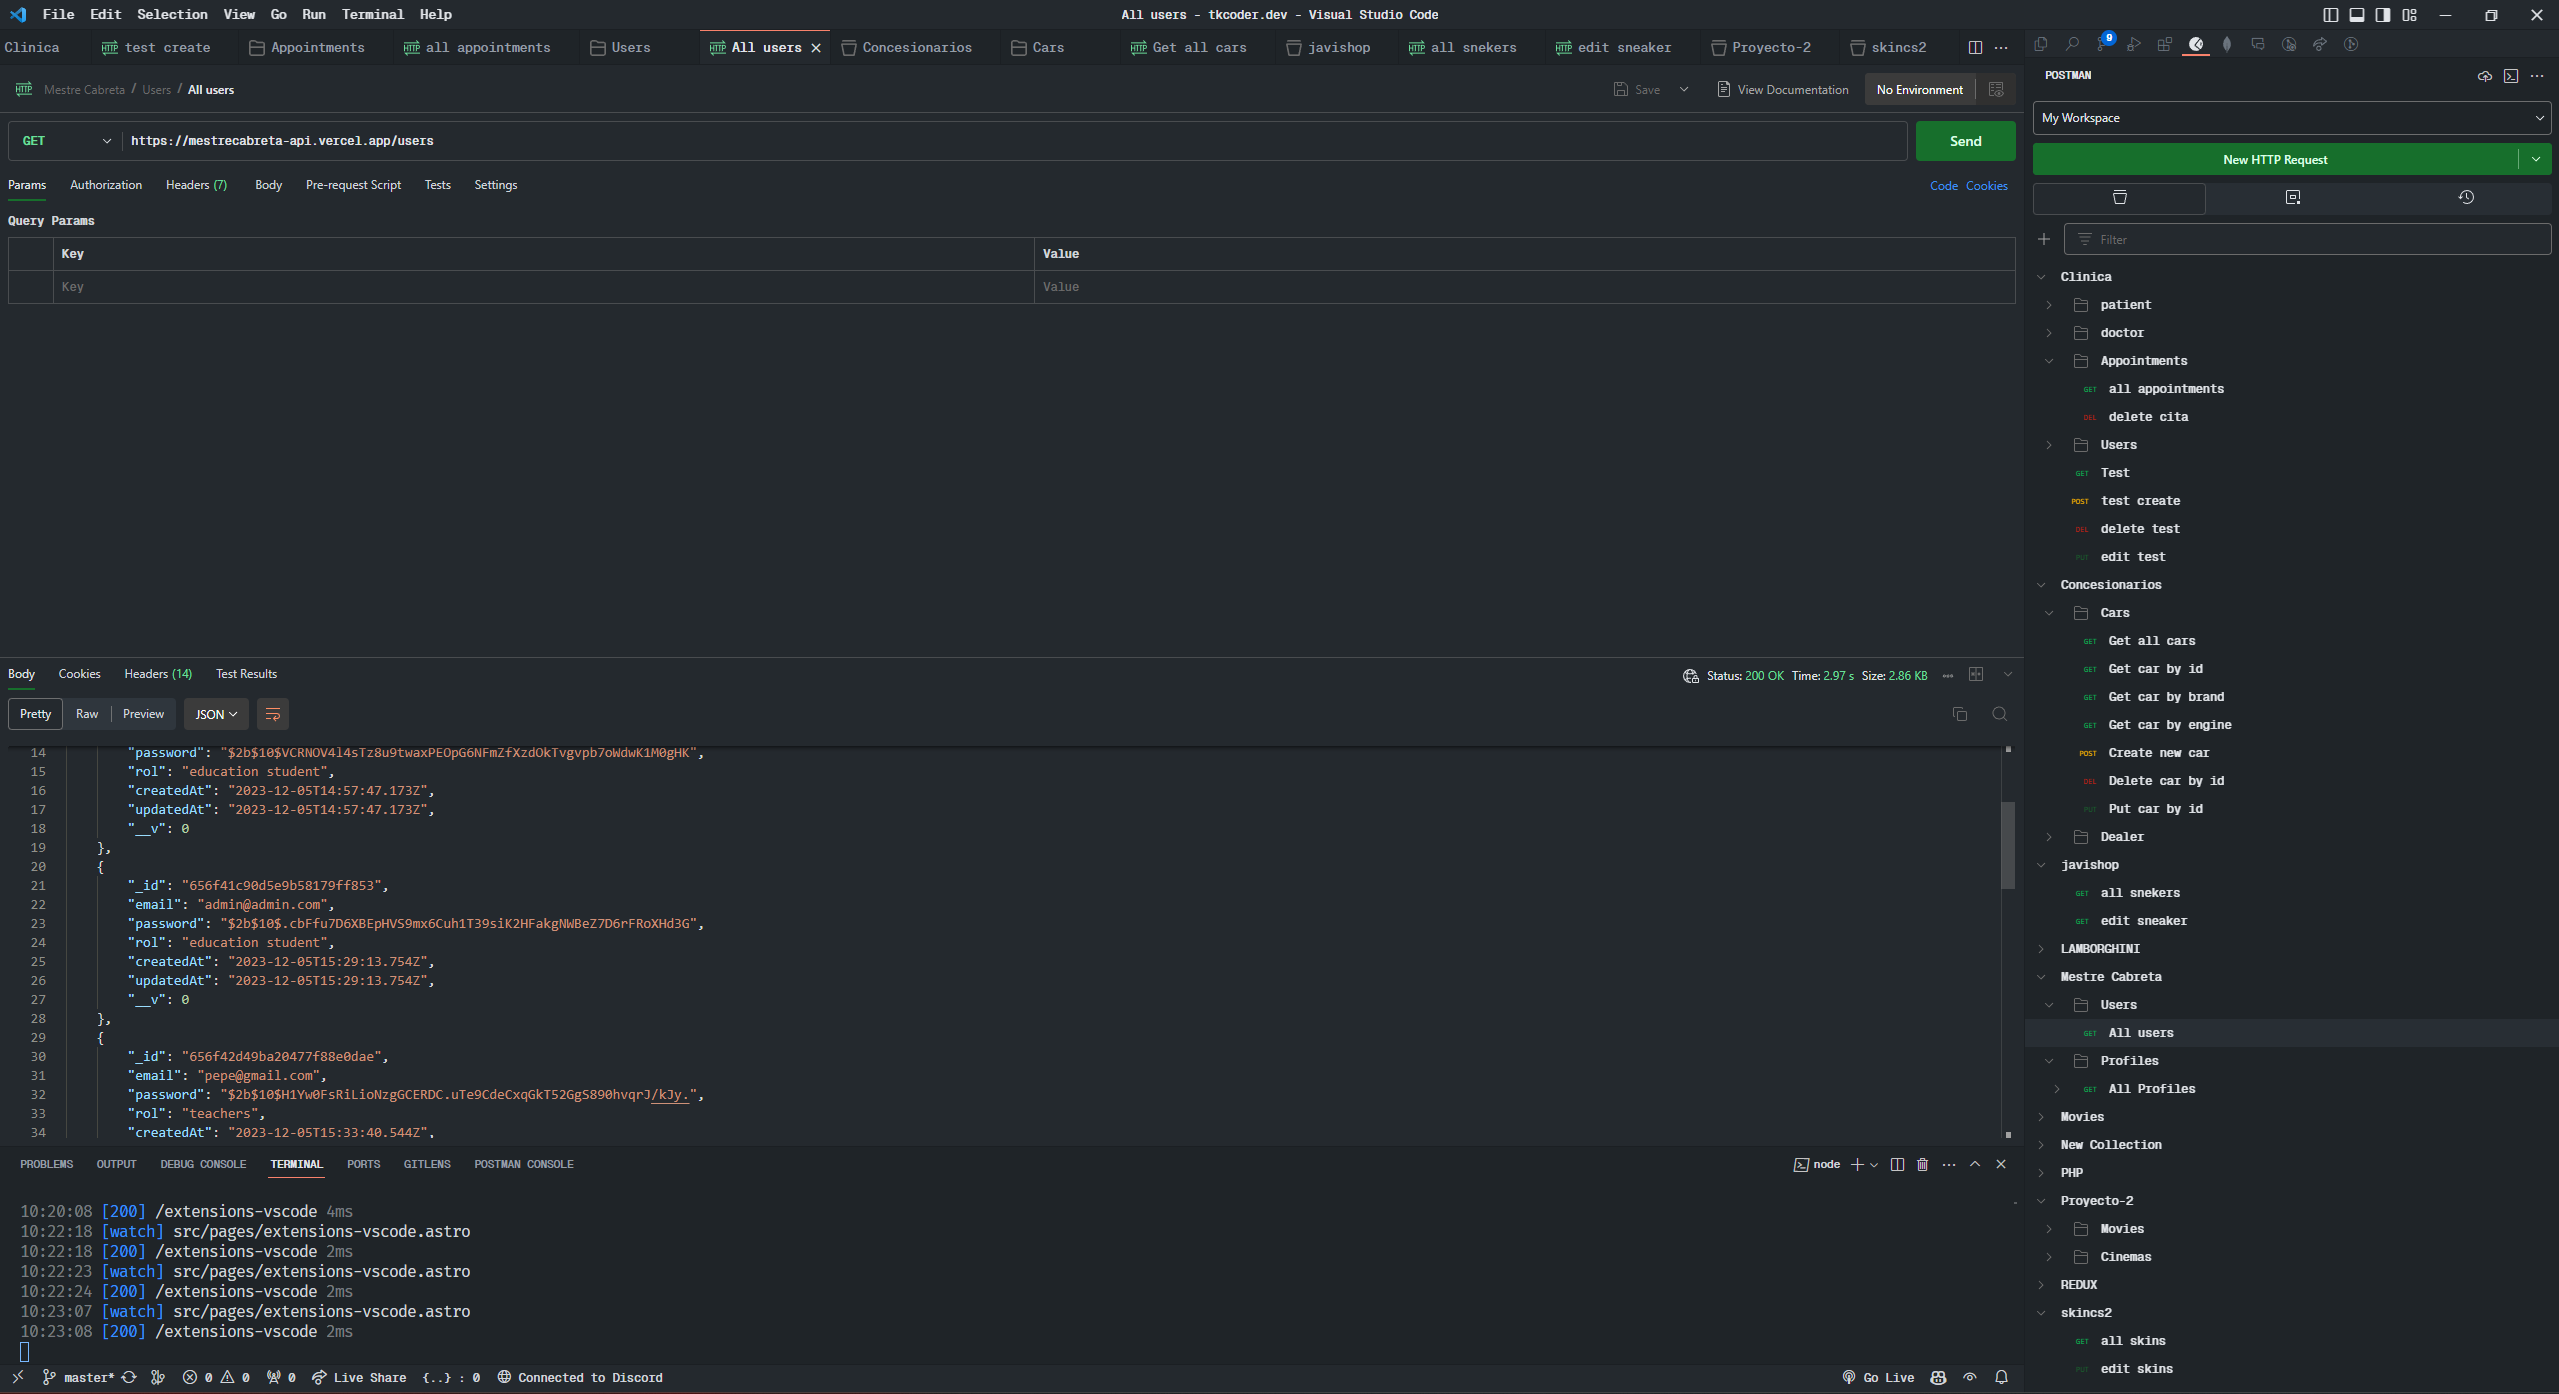 File Edit Selection View Go Run Terminal Help
All users - tkcoder.dev - Visual Studio Code
Clinica test create Appointments all appointments Users All users Concesionarios Cars Get all cars javishop all snekers edit sneaker Proyecto-2 skincs2
Mestre Cabreta / Users / All users
Save View Documentation No Environment
GET https://mestrecabreta-api.vercel.app/users Send
Params Authorization Headers (7) Body Pre-request Script Tests Settings
Code Cookies
Query Params
Key Value
Key Value
Body Cookies Headers (14) Test Results
Status: 200 OK Time: 2.97 s Size: 2.86 KB
Pretty Raw Preview JSON
14 "password": "$2b$10$VCRNOV4l4sTz8u9twaxPEOpG6NFmZfXzdOkTvgvpb7oWdwK1M0gHK",
15 "rol": "education student",
16 "createdAt": "2023-12-05T14:57:47.173Z",
17 "updatedAt": "2023-12-05T14:57:47.173Z",
18 "__v": 0
19 },
20 {
21 "_id": "656f41c90d5e9b58179ff853",
22 "email": "admin@admin.com",
23 "password": "$2b$10$.cbFfu7D6XBEpHVS9mx6Cuh1T39siK2HFakgNWBeZ7D6rFRoXHd3G",
24 "rol": "education student",
25 "createdAt": "2023-12-05T15:29:13.754Z",
26 "updatedAt": "2023-12-05T15:29:13.754Z",
27 "__v": 0
28 },
29 {
30 "_id": "656f42d49ba20477f88e0dae",
31 "email": "pepe@gmail.com",
32 "password": "$2b$10$H1Yw0FsRiLioNzgGCERDC.uTe9CdeCxqGkT52GgS890hvqrJ/kJy.",
33 "rol": "teachers",
34 "createdAt": "2023-12-05T15:33:40.544Z",
PROBLEMS OUTPUT DEBUG CONSOLE TERMINAL PORTS GITLENS POSTMAN CONSOLE
node
10:20:08 [200] /extensions-vscode 4ms
10:22:18 [watch] src/pages/extensions-vscode.astro
10:22:18 [200] /extensions-vscode 2ms
10:22:23 [watch] src/pages/extensions-vscode.astro
10:22:24 [200] /extensions-vscode 2ms
10:23:07 [watch] src/pages/extensions-vscode.astro
10:23:08 [200] /extensions-vscode 2ms
master* 0 0 0 Live Share {..} : 0 Connected to Discord
Go Live
9
POSTMAN
My Workspace
New HTTP Request
Filter
Clinica
patient
doctor
Appointments
GET all appointments
DEL delete cita
Users
GET Test
POST test create
DEL delete test
PUT edit test
Concesionarios
Cars
GET Get all cars
GET Get car by id
GET Get car by brand
GET Get car by engine
POST Create new car
DEL Delete car by id
PUT Put car by id
Dealer
javishop
GET all snekers
GET edit sneaker
LAMBORGHINI
Mestre Cabreta
Users
GET All users
Profiles
GET All Profiles
Movies
New Collection
PHP
Proyecto-2
Movies
Cinemas
REDUX
skincs2
GET all skins
PUT edit skins